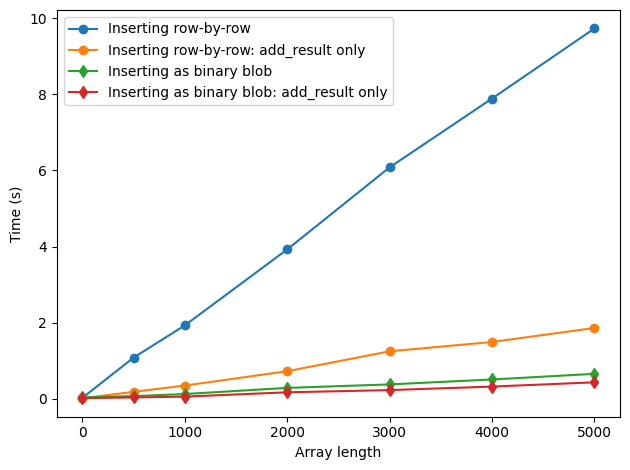 Inserting row-by-row
Inserting row-by-row: add_result only
Inserting as binary blob
Inserting as binary blob: add_result only
10
8
6
4
2
0
Time (s)
0 1000 2000 3000 4000 5000
Array length